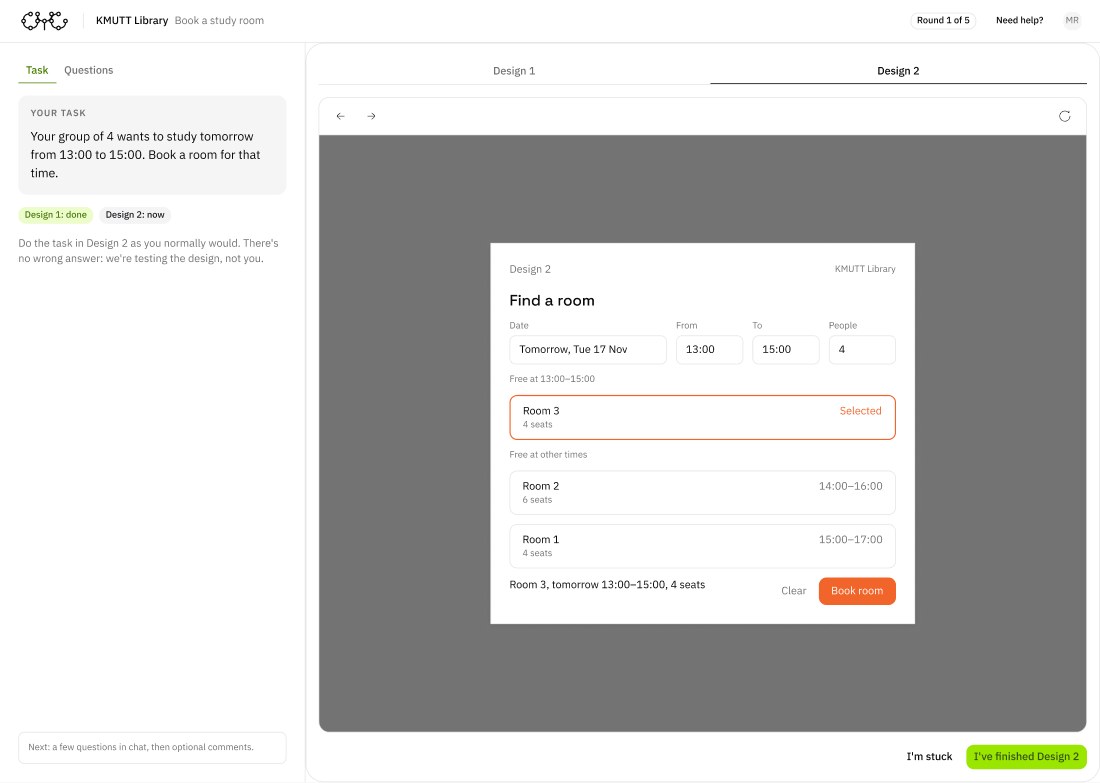 KMUTT Library Book a study room
Round 1 of 5
Need help?
MR
Task
Questions
YOUR TASK
Your group of 4 wants to study tomorrow
from 13:00 to 15:00. Book a room for that
time.
Design 1: done
Design 2: now
Do the task in Design 2 as you normally would. There's
no wrong answer: we're testing the design, not you.
Next: a few questions in chat, then optional comments.
Design 1
Design 2
Design 2
KMUTT Library
Find a room
Date
From
To
People
Tomorrow, Tue 17 Nov
13:00
15:00
4
Free at 13:00–15:00
Room 3
Selected
4 seats
Free at other times
Room 2
14:00–16:00
6 seats
Room 1
15:00–17:00
4 seats
Room 3, tomorrow 13:00–15:00, 4 seats
Clear
Book room
I'm stuck
I've finished Design 2